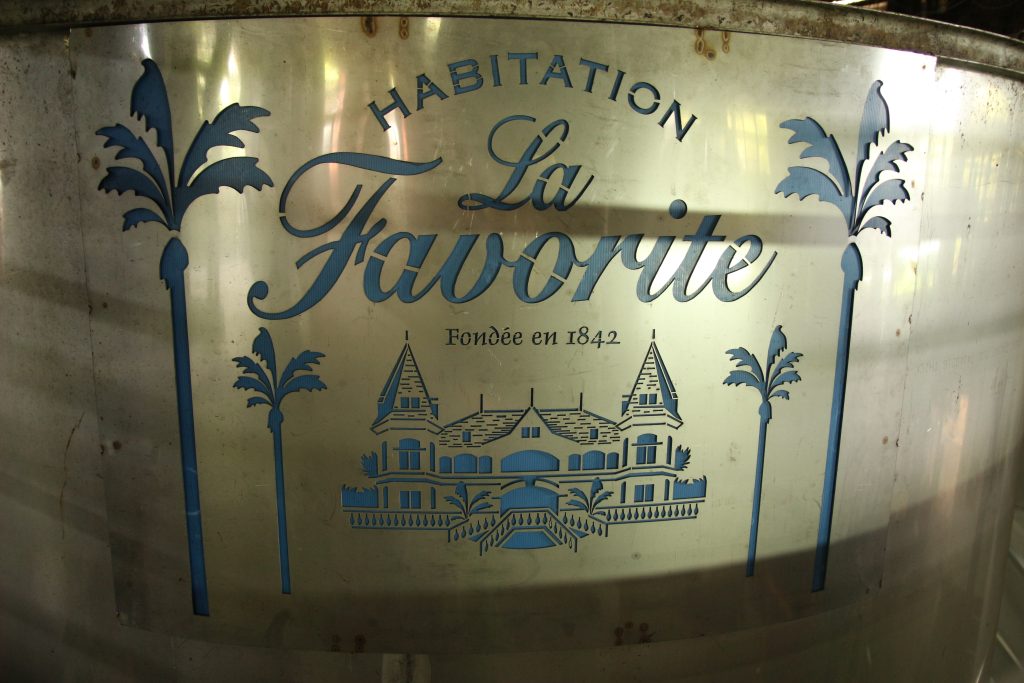 HABITATION
La
Favorite
Fondée en 1842